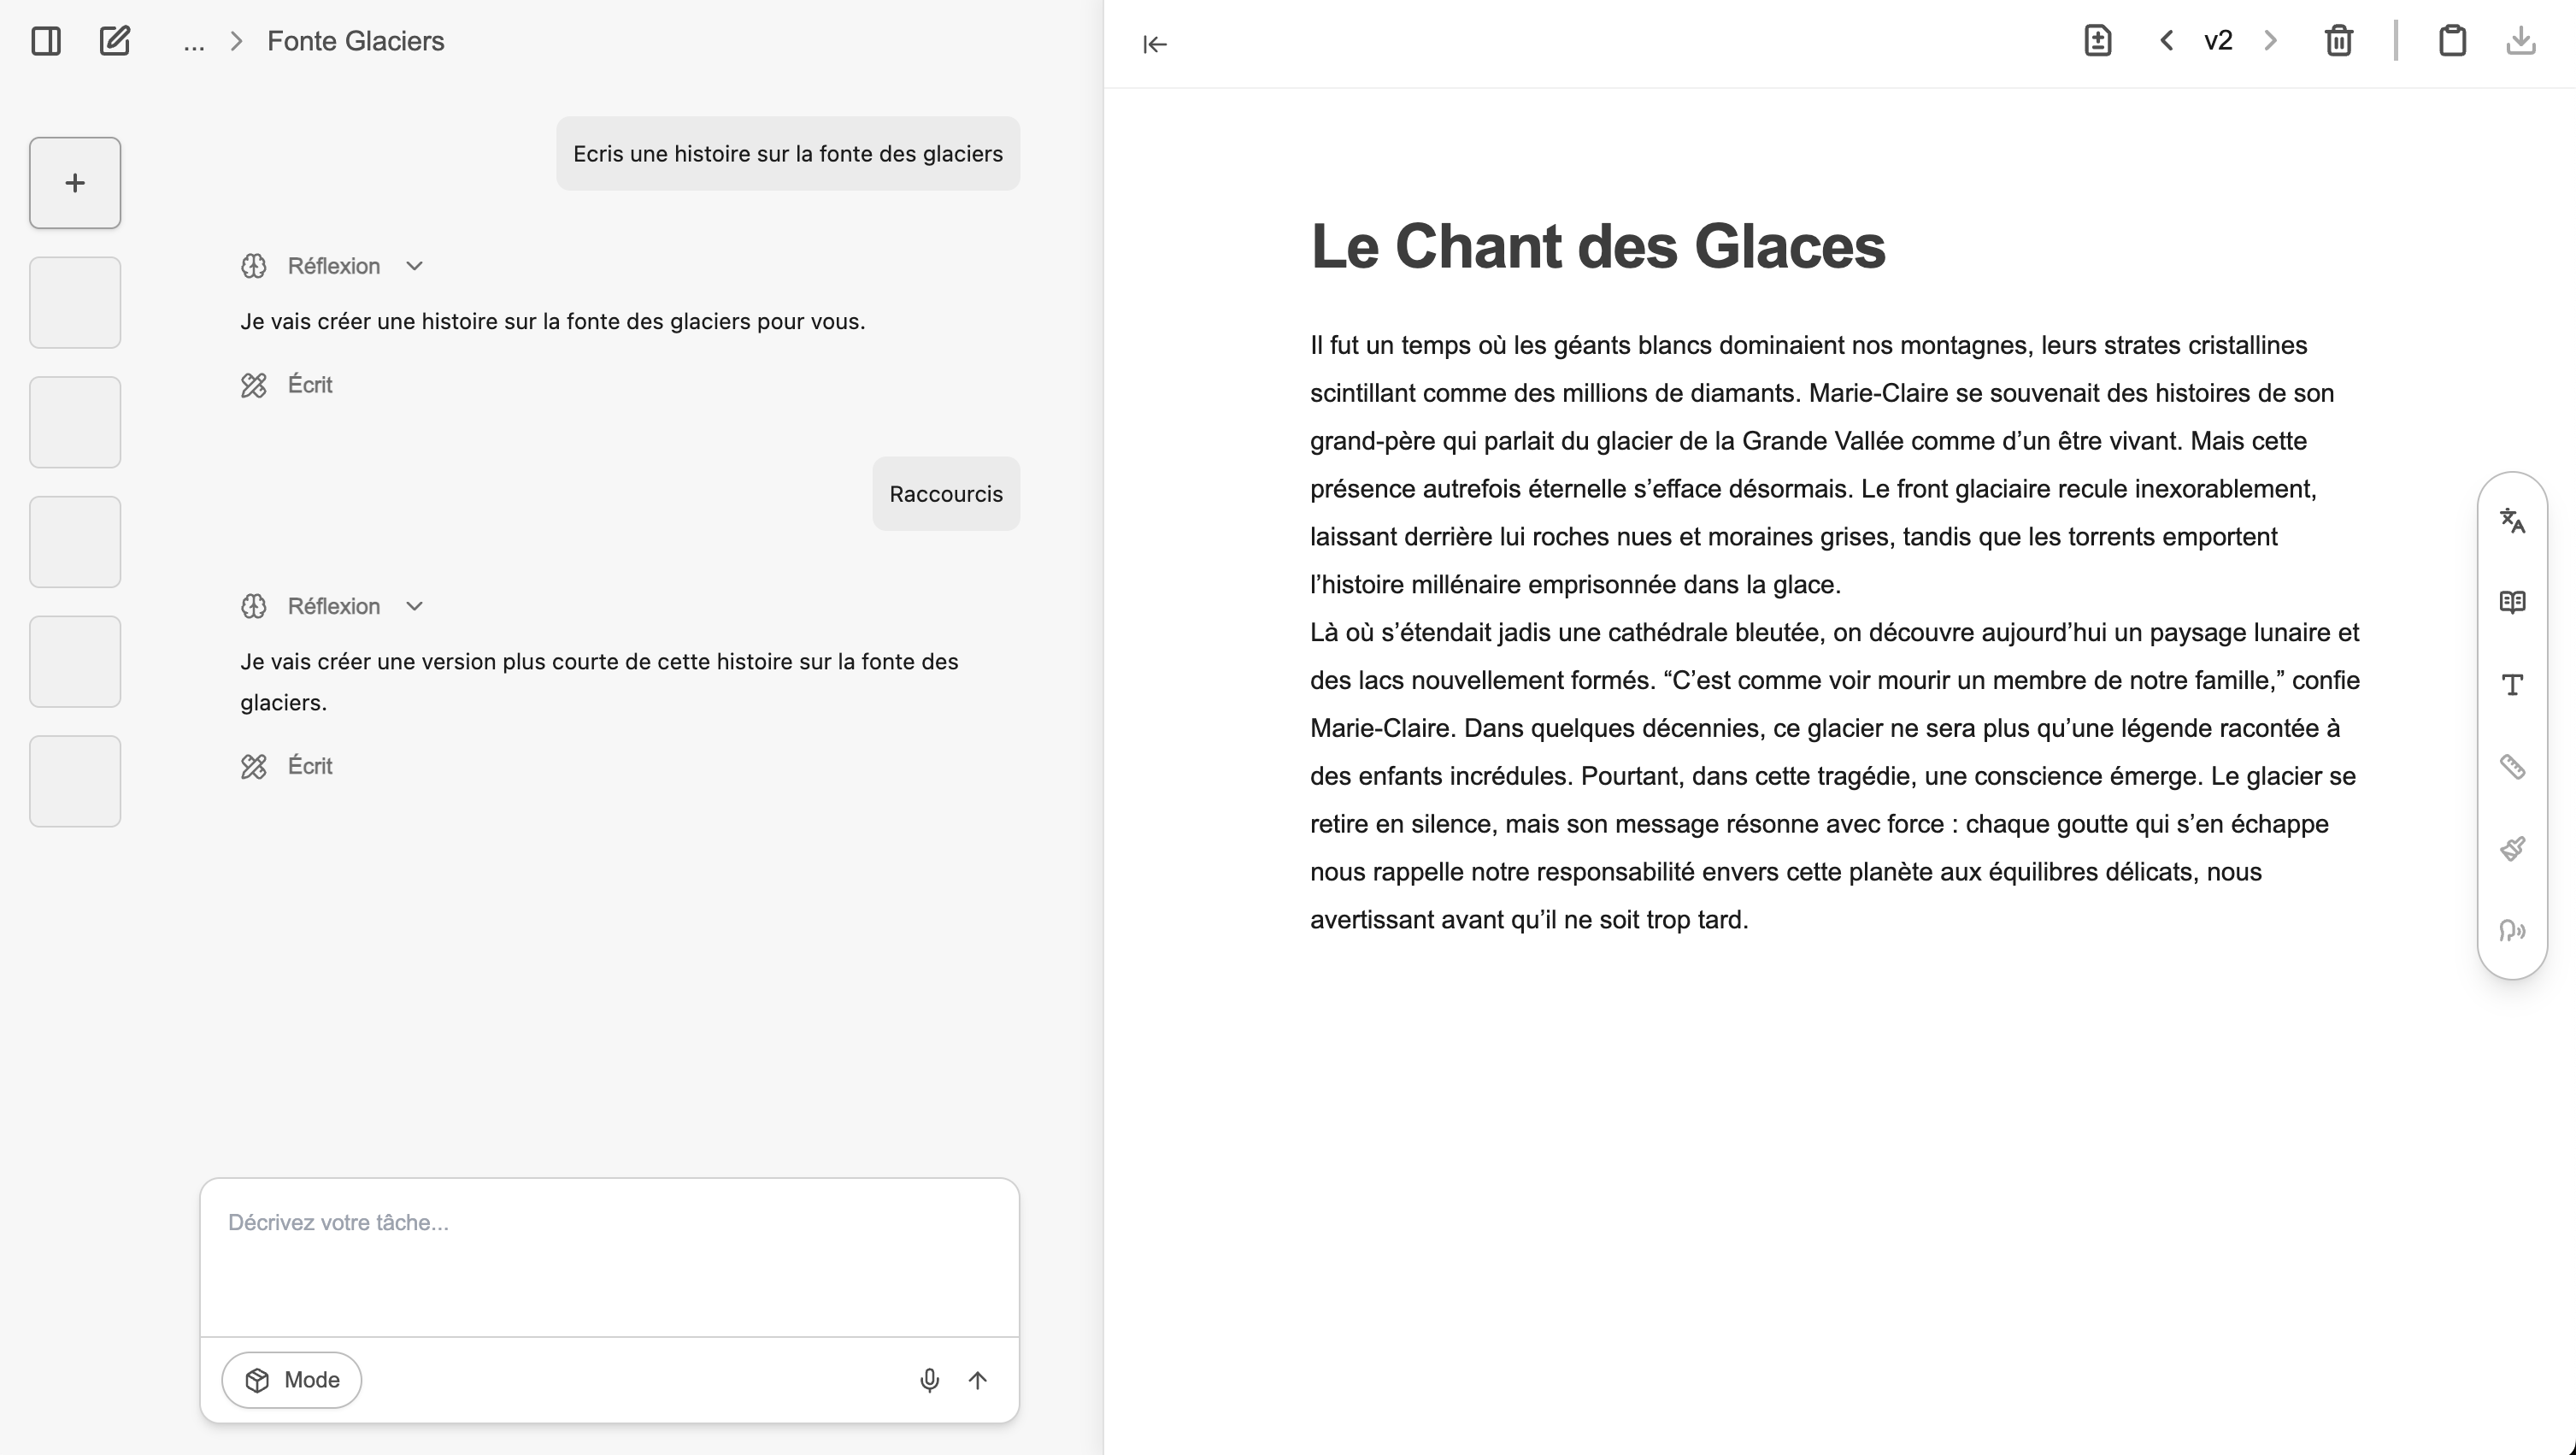 ... > Fonte Glaciers
Ecris une histoire sur la fonte des glaciers
Réflexion
Je vais créer une histoire sur la fonte des glaciers pour vous.
Écrit
Raccourcis
Réflexion
Je vais créer une version plus courte de cette histoire sur la fonte des
glaciers.
Écrit
Décrivez votre tâche...
Mode
v2
Le Chant des Glaces
Il fut un temps où les géants blancs dominaient nos montagnes, leurs strates cristallines
scintillant comme des millions de diamants. Marie-Claire se souvenait des histoires de son
grand-père qui parlait du glacier de la Grande Vallée comme d’un être vivant. Mais cette
présence autrefois éternelle s’efface désormais. Le front glaciaire recule inexorablement,
laissant derrière lui roches nues et moraines grises, tandis que les torrents emportent
l’histoire millénaire emprisonnée dans la glace.
Là où s’étendait jadis une cathédrale bleutée, on découvre aujourd’hui un paysage lunaire et
des lacs nouvellement formés. “C’est comme voir mourir un membre de notre famille,” confie
Marie-Claire. Dans quelques décennies, ce glacier ne sera plus qu’une légende racontée à
des enfants incrédules. Pourtant, dans cette tragédie, une conscience émerge. Le glacier se
retire en silence, mais son message résonne avec force : chaque goutte qui s’en échappe
nous rappelle notre responsabilité envers cette planète aux équilibres délicats, nous
avertissant avant qu’il ne soit trop tard.